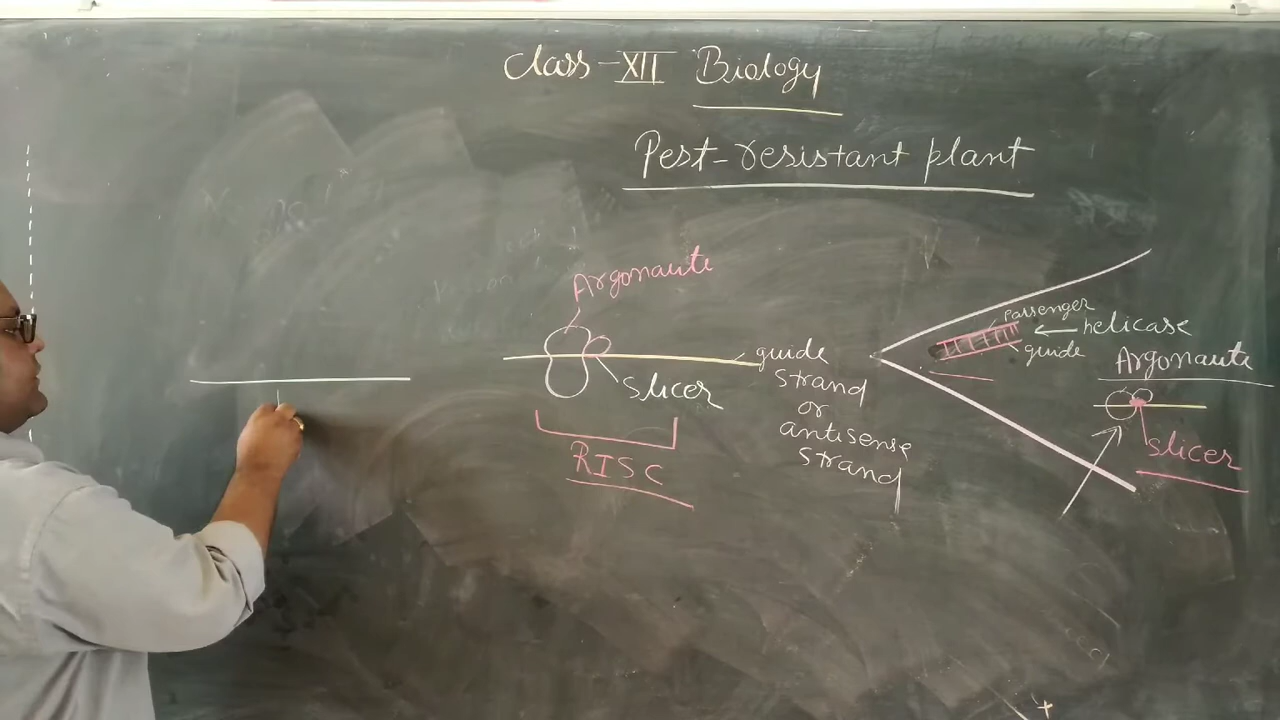 Class-XII Biology
Pest-resistant plant
Argonaute
slicer
RISC
guide
strand
or
antisense
strand
passenger
helicase
guide
Argonaute
slicer